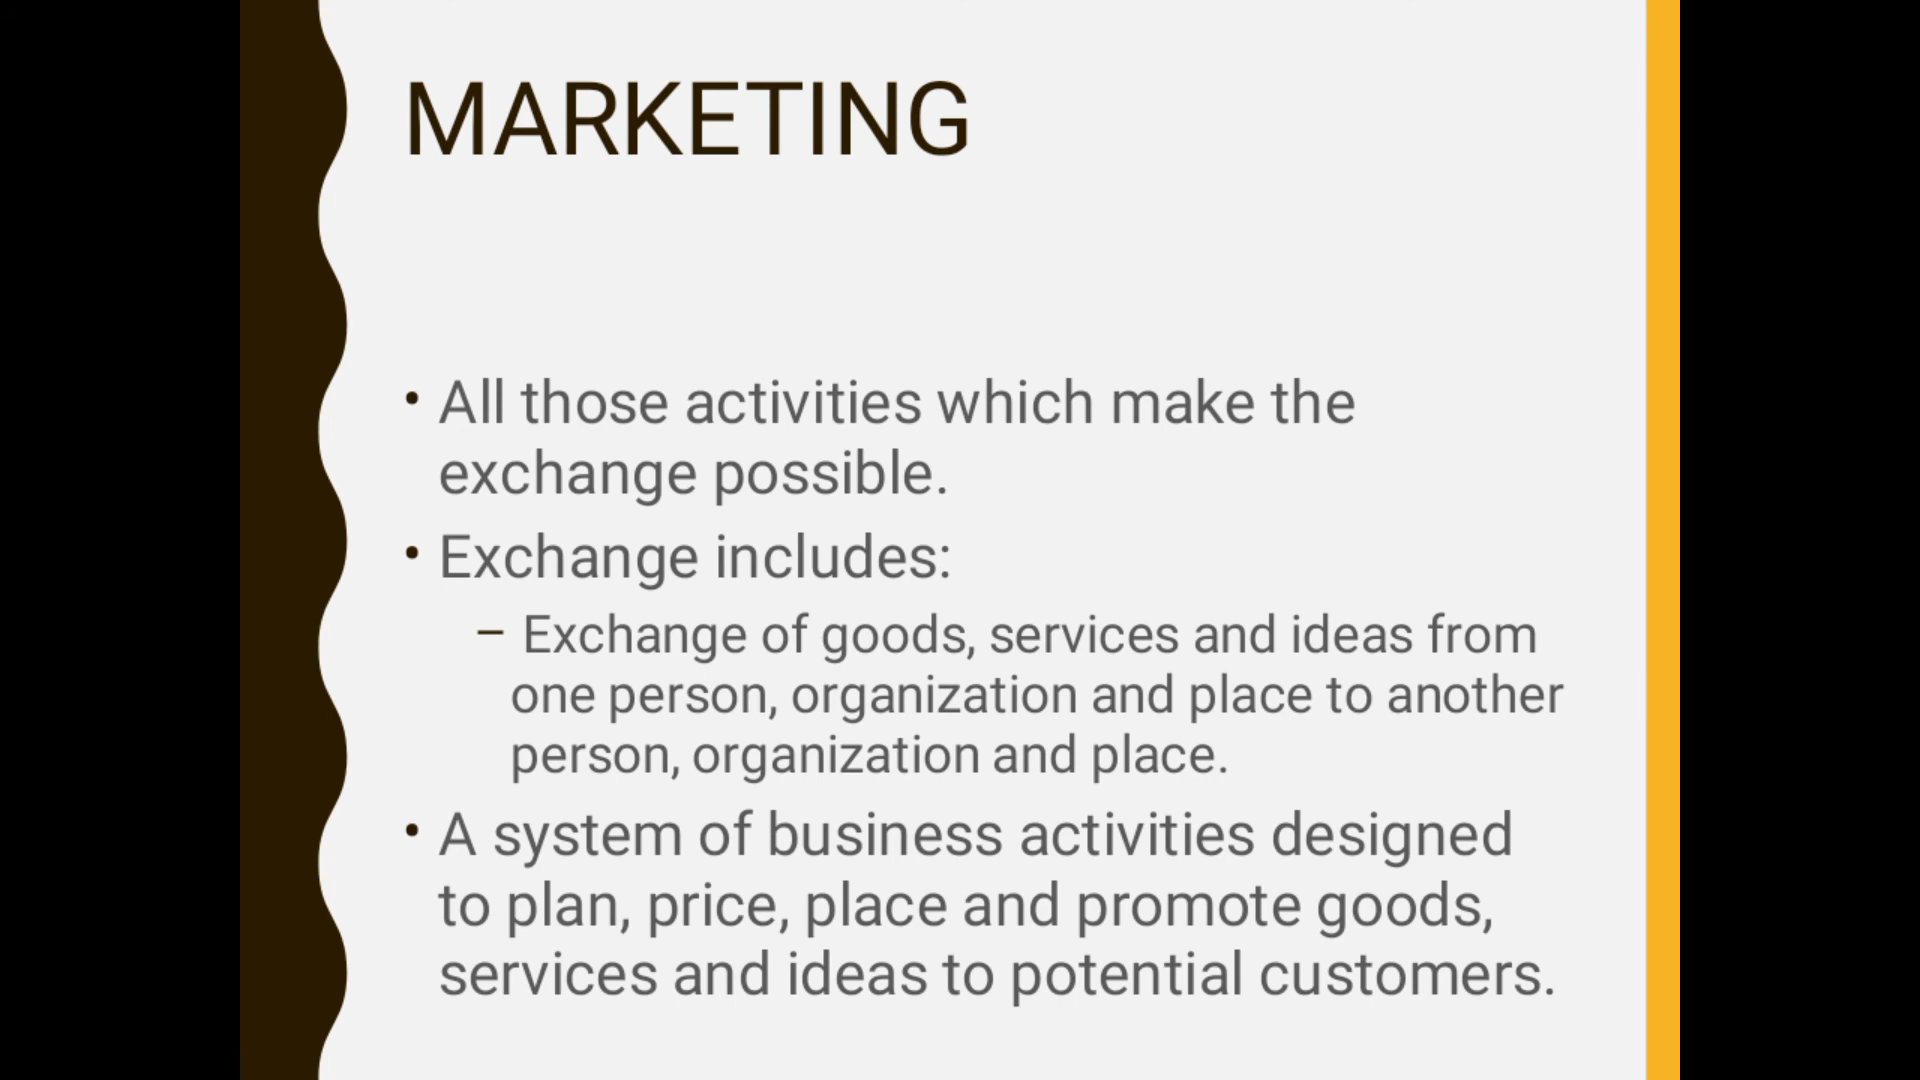 MARKETING
• All those activities which make the
exchange possible.
• Exchange includes:
– Exchange of goods, services and ideas from
one person, organization and place to another
person, organization and place.
• A system of business activities designed
to plan, price, place and promote goods,
services and ideas to potential customers.